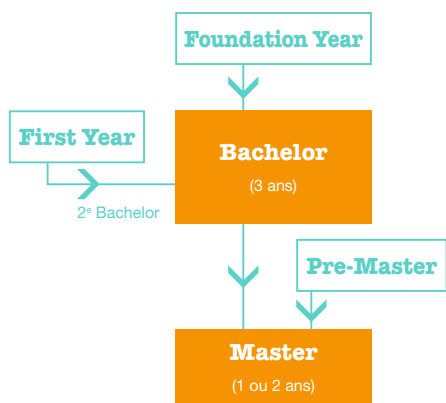 Foundation Year
First Year
Bachelor
(3 ans)
2e Bachelor
Pre-Master
Master
(1 ou 2 ans)